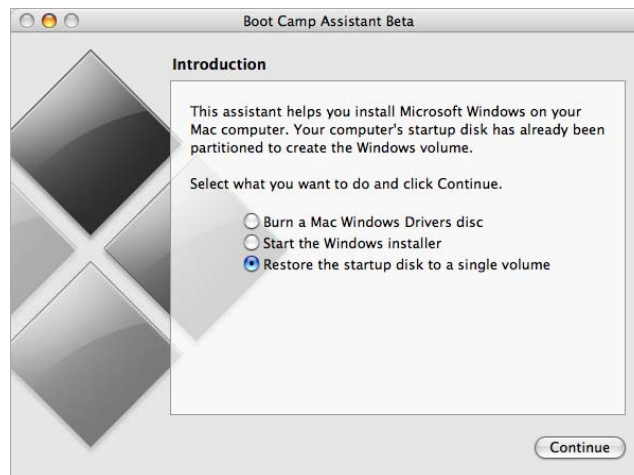 Boot Camp Assistant Beta
Introduction
This assistant helps you install Microsoft Windows on your
Mac computer. Your computer's startup disk has already been
partitioned to create the Windows volume.
Select what you want to do and click Continue.
Burn a Mac Windows Drivers disc
Start the Windows installer
Restore the startup disk to a single volume
Continue